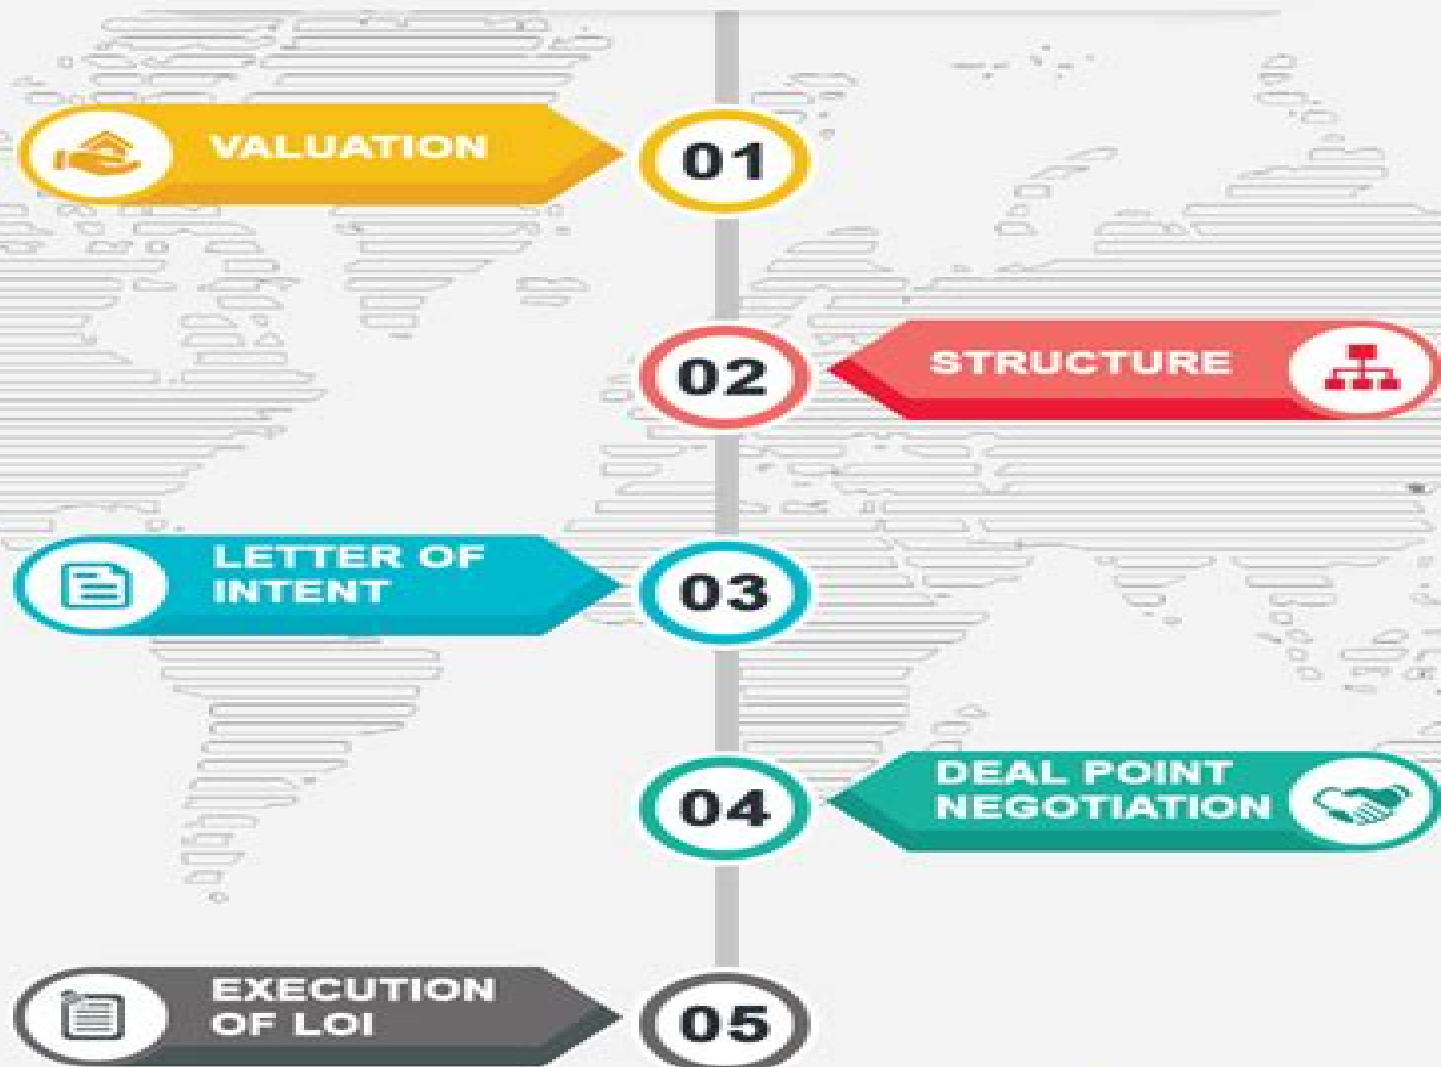 VALUATION
01
02
STRUCTURE
LETTER OF
INTENT
03
04
DEAL POINT
NEGOTIATION
EXECUTION
OF LOI
05